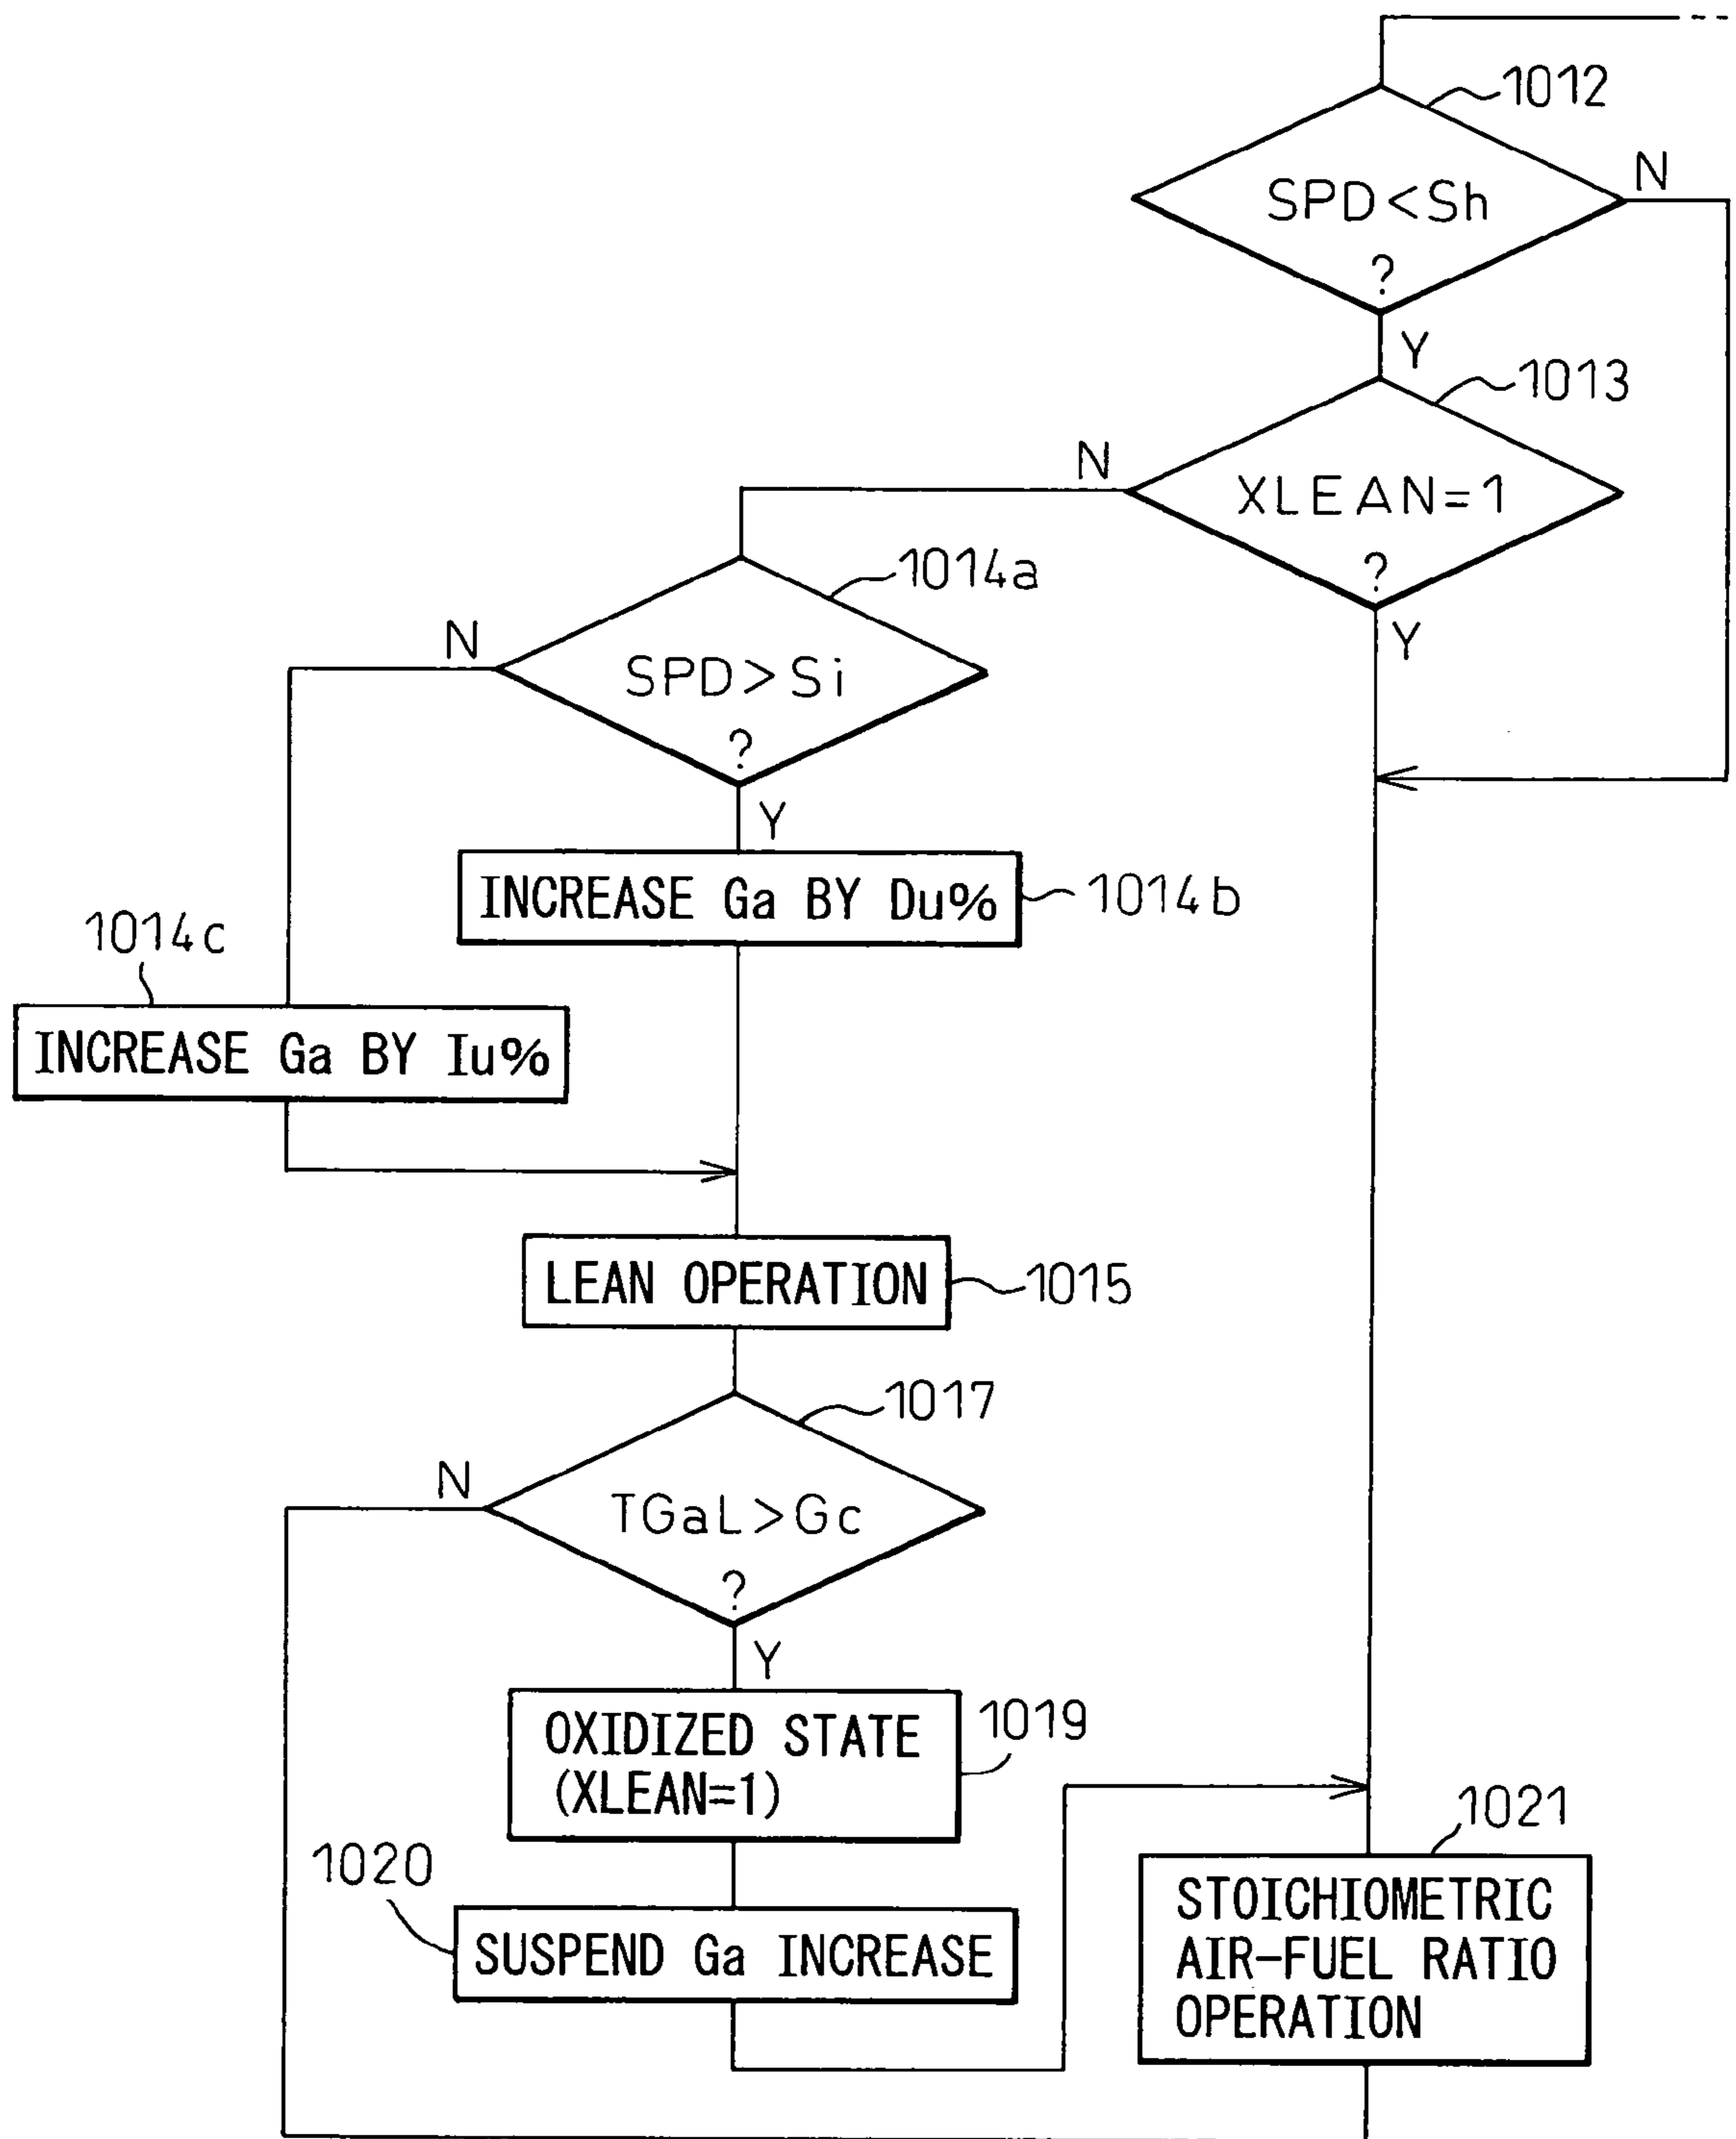 1012
SPD<Sh
?
N
Y
1013
XLEAN=1
?
N
Y
1014a
SPD>Si
?
N
Y
INCREASE Ga BY Du%
1014b
1014c
INCREASE Ga BY Iu%
LEAN OPERATION
1015
1017
TGaL>Gc
?
N
Y
OXIDIZED STATE
(XLEAN=1)
1019
1020
SUSPEND Ga INCREASE
1021
STOICHIOMETRIC
AIR-FUEL RATIO
OPERATION